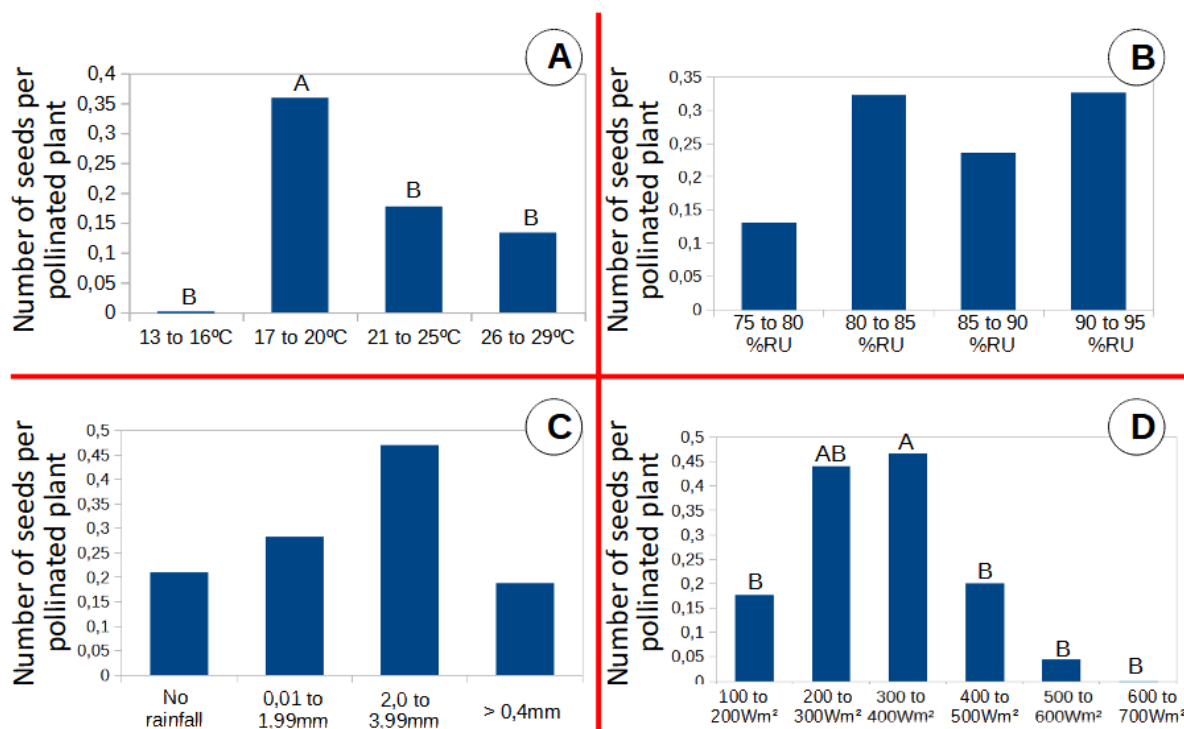 A
Number of seeds per
pollinated plant
0,4
0,35
0,3
0,25
0,2
0,15
0,1
0,05
0
B
A
B
B
13 to 16ºC
17 to 20ºC
21 to 25ºC
26 to 29ºC
B
Number of seeds per
pollinated plant
0,35
0,3
0,25
0,2
0,15
0,1
0,05
0
75 to 80
%RU
80 to 85
%RU
85 to 90
%RU
90 to 95
%RU
C
Number of seeds per
pollinated plant
0,5
0,45
0,4
0,35
0,3
0,25
0,2
0,15
0,1
0,05
0
No
rainfall
0,01 to
1,99mm
2,0 to
3,99mm
> 0,4mm
D
Number of seeds per
pollinated plant
0,5
0,45
0,4
0,35
0,3
0,25
0,2
0,15
0,1
0,05
0
B
AB
A
B
B
B
100 to
200Wm²
200 to
300Wm²
300 to
400Wm²
400 to
500Wm²
500 to
600Wm²
600 to
700Wm²